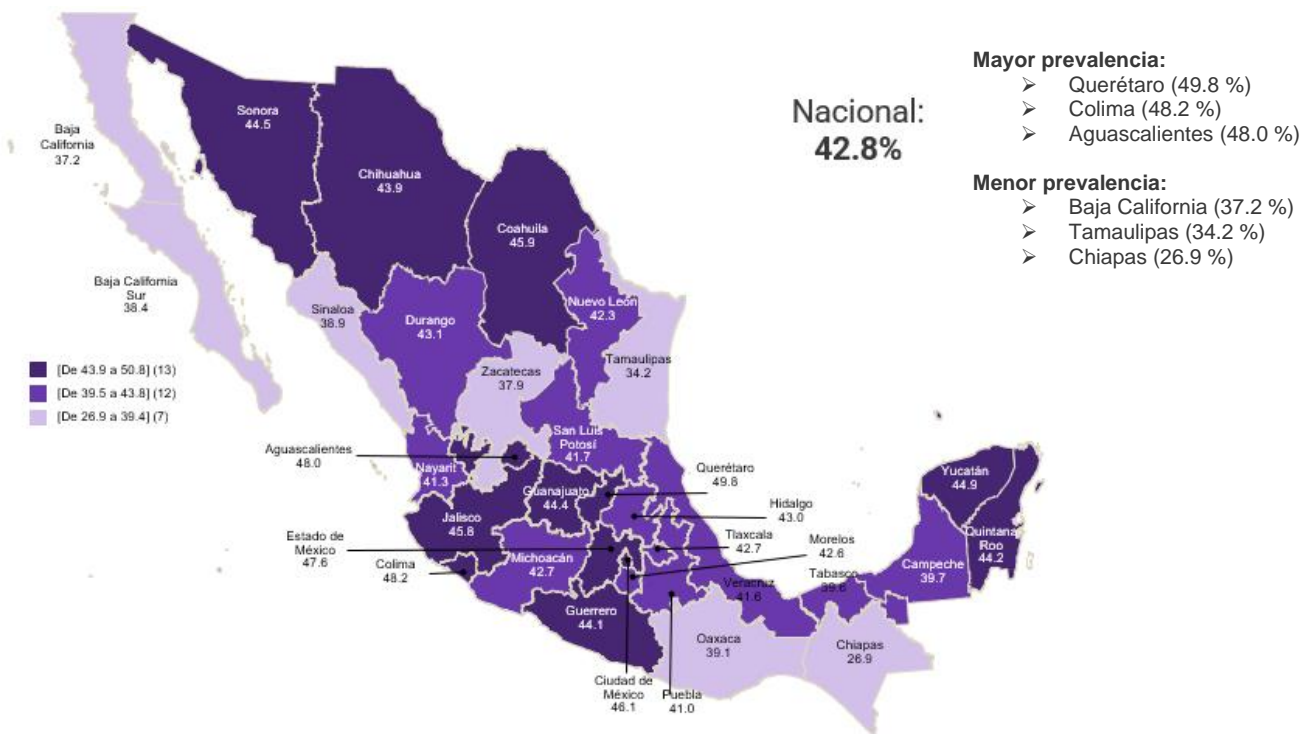 Mayor prevalencia:
➢ Querétaro (49.8 %)
➢ Colima (48.2 %)
➢ Aguascalientes (48.0 %)
Menor prevalencia:
➢ Baja California (37.2 %)
➢ Tamaulipas (34.2 %)
➢ Chiapas (26.9 %)
Nacional:
42.8%
Baja
California
37.2
Sonora
44.5
Chihuahua
43.9
Coahuila
45.9
Baja California
Sur
38.4
Sinaloa
38.9
Durango
43.1
Nuevo León
42.3
Tamaulipas
34.2
Zacatecas
37.9
[De 43.9 a 50.8] (13)
[De 39.5 a 43.8] (12)
[De 26.9 a 39.4] (7)
San Luis
Potosí
41.7
Aguascalientes
48.0
Nayarit
41.3
Querétaro
49.8
Guanajuato
44.4
Hidalgo
43.0
Jalisco
45.8
Estado de
México
47.6
Colima
48.2
Michoacán
42.7
Tlaxcala
42.7
Morelos
42.6
Veracruz
41.6
Tabasco
39.6
Campeche
39.7
Yucatán
44.9
Quintana
Roo
44.2
Guerrero
44.1
Oaxaca
39.1
Chiapas
26.9
Ciudad de
México
46.1
Puebla
41.0